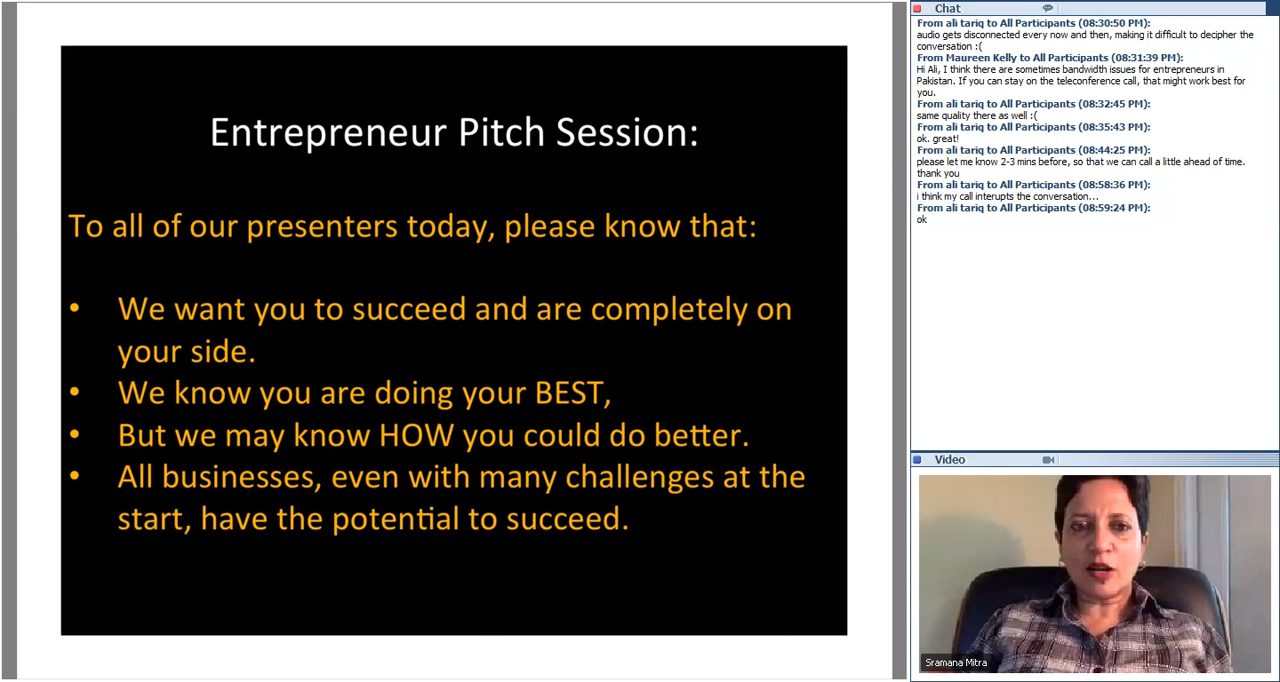 Entrepreneur Pitch Session:
To all of our presenters today, please know that:
• We want you to succeed and are completely on
your side.
• We know you are doing your BEST,
• But we may know HOW you could do better.
• All businesses, even with many challenges at the
start, have the potential to succeed.
Chat
From ali tariq to All Participants (08:30:50 PM):
audio gets disconnected every now and then, making it difficult to decipher the
conversation :(
From Maureen Kelly to All Participants (08:31:39 PM):
Hi Ali, I think there are sometimes bandwidth issues for entrepreneurs in
Pakistan. If you can stay on the teleconference call, that might work best for
you.
From ali tariq to All Participants (08:32:45 PM):
same quality there as well :(
From ali tariq to All Participants (08:35:43 PM):
ok. great!
From ali tariq to All Participants (08:44:25 PM):
please let me know 2-3 mins before, so that we can call a little ahead of time.
thank you
From ali tariq to All Participants (08:58:36 PM):
i think my call interupts the conversation...
From ali tariq to All Participants (08:59:24 PM):
ok
Video
Sramana Mitra